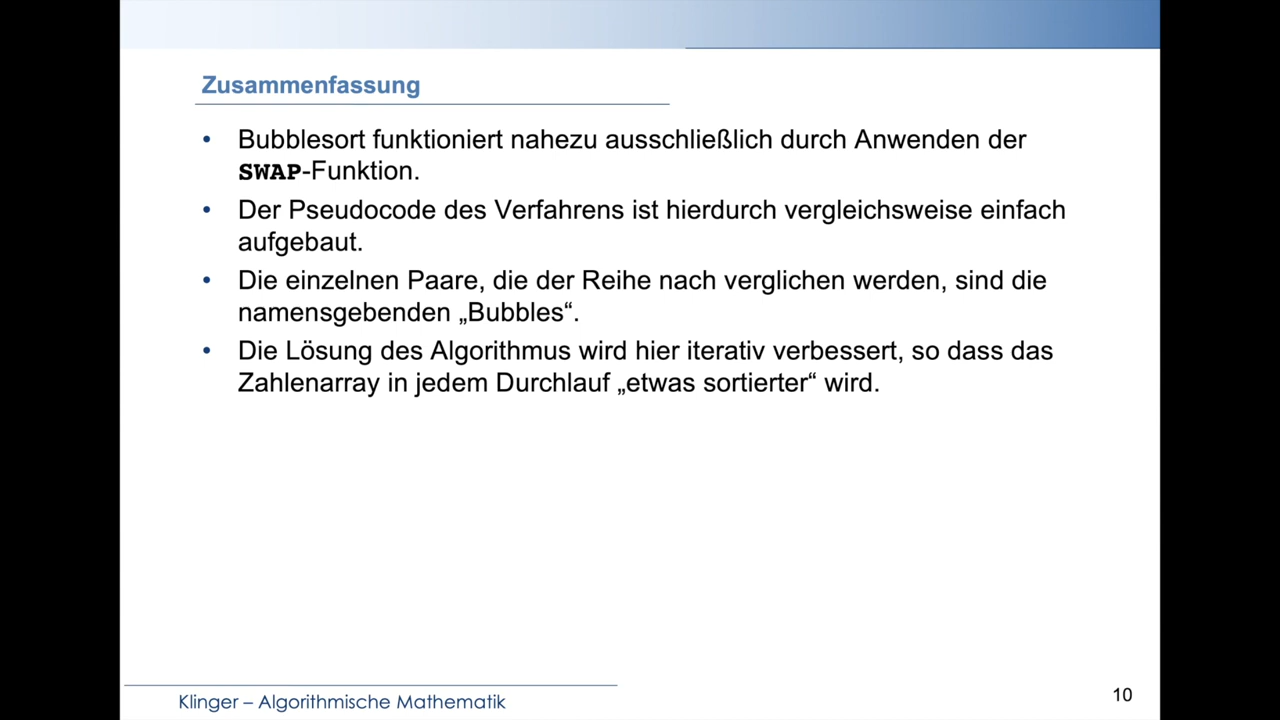 Zusammenfassung
• Bubblesort funktioniert nahezu ausschließlich durch Anwenden der
SWAP-Funktion.
• Der Pseudocode des Verfahrens ist hierdurch vergleichsweise einfach
aufgebaut.
• Die einzelnen Paare, die der Reihe nach verglichen werden, sind die
namensgebenden „Bubbles“.
• Die Lösung des Algorithmus wird hier iterativ verbessert, so dass das
Zahlenarray in jedem Durchlauf „etwas sortierter“ wird.
Klinger – Algorithmische Mathematik
10